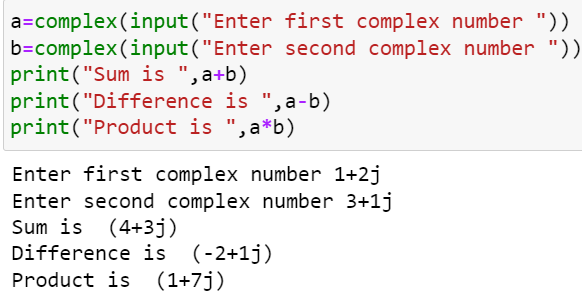 a=complex(input("Enter first complex number "))
b=complex(input("Enter second complex number "))
print("Sum is ",a+b)
print("Difference is ",a-b)
print("Product is ",a*b)
Enter first complex number 1+2j
Enter second complex number 3+1j
Sum is  (4+3j)
Difference is  (-2+1j)
Product is  (1+7j)